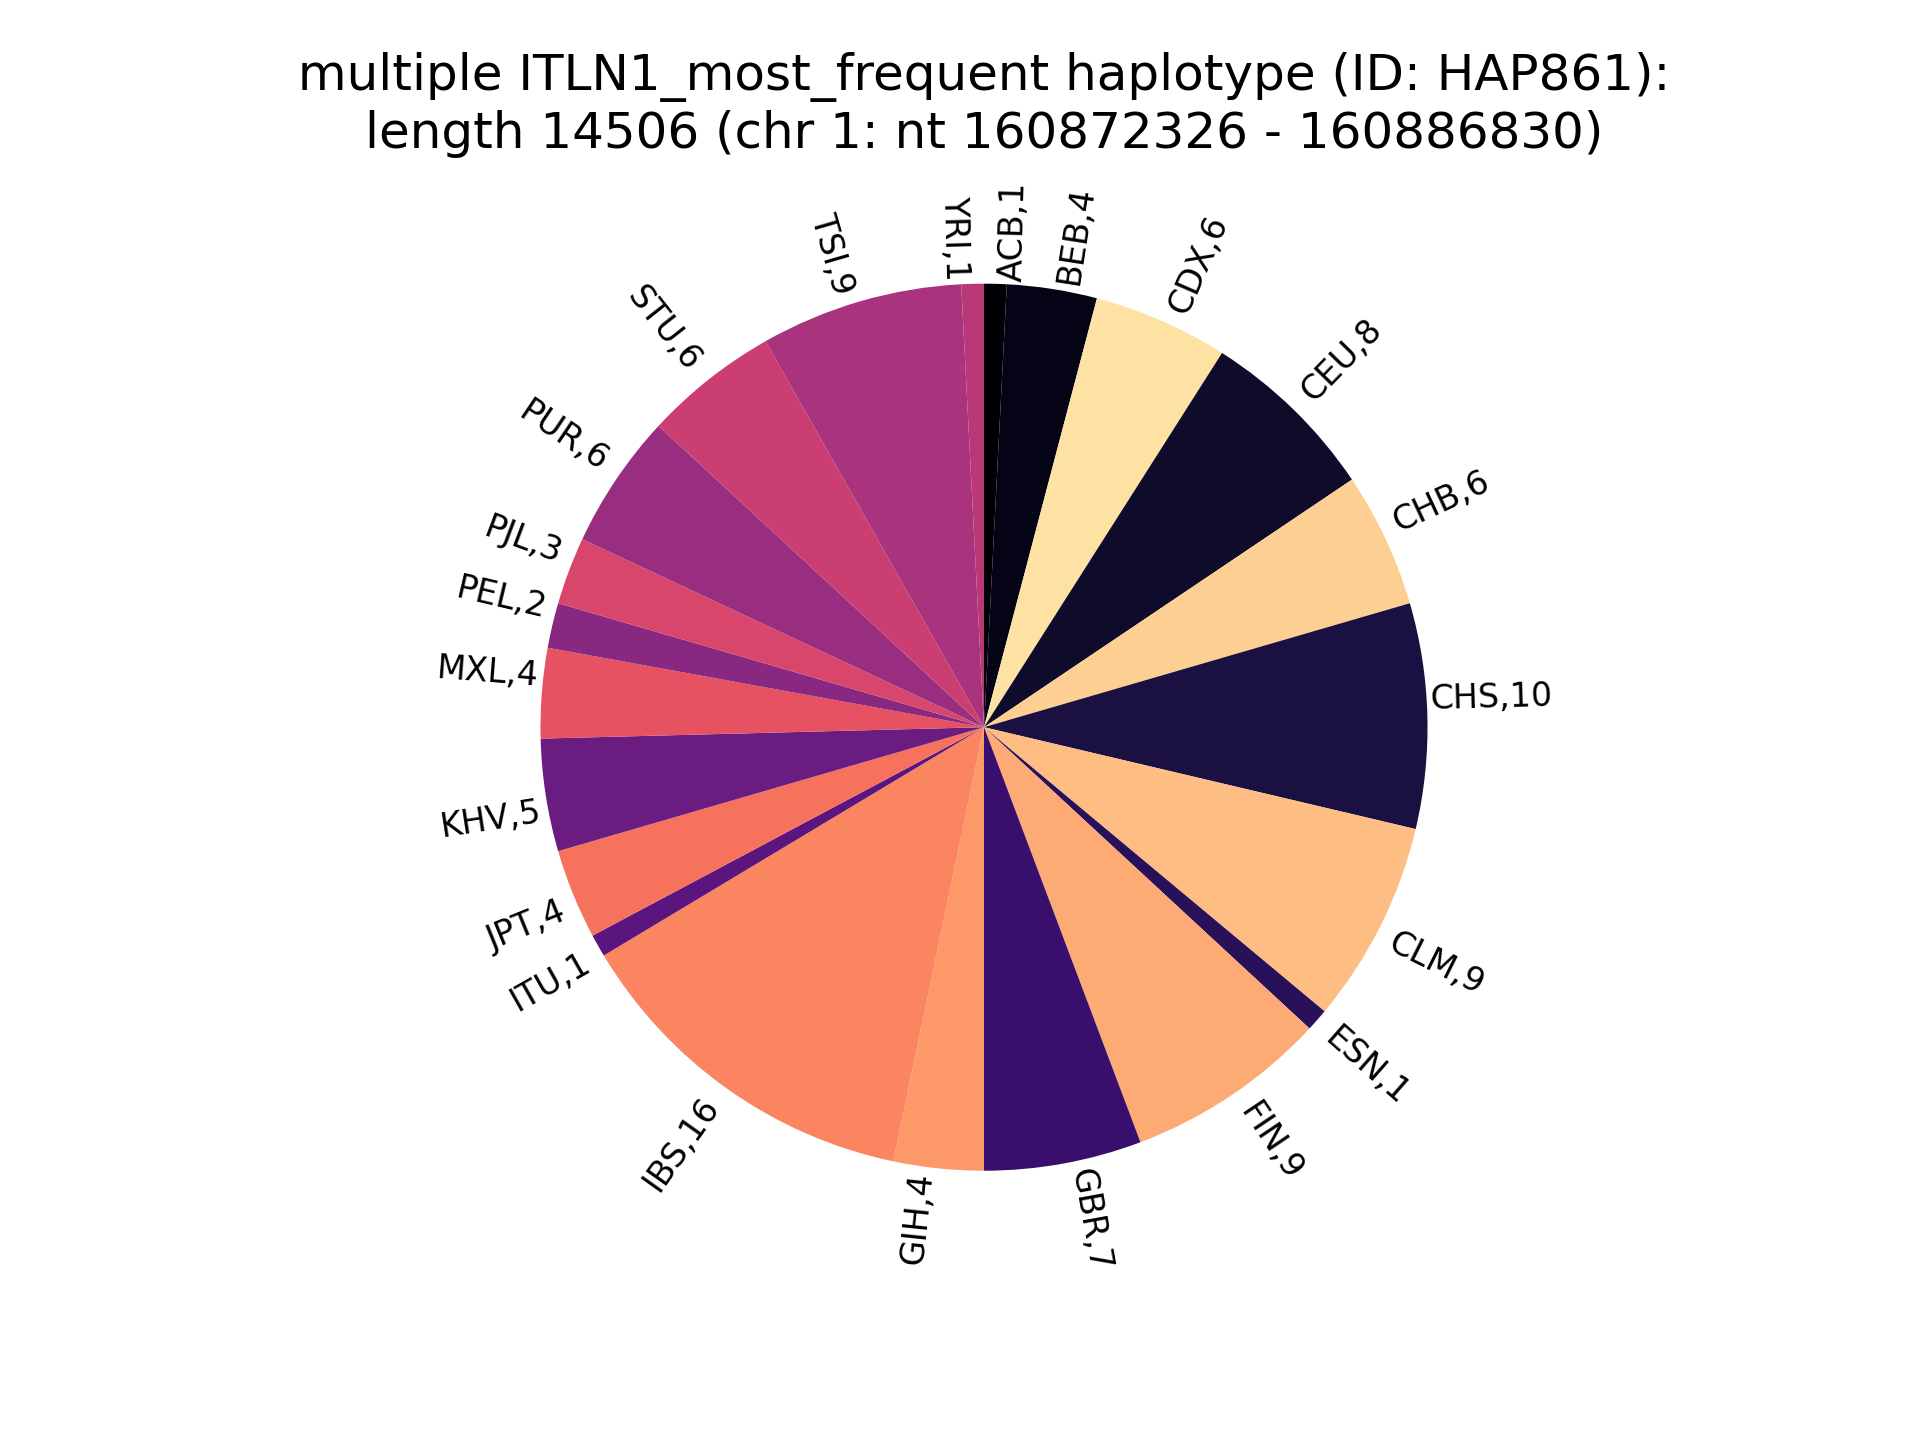 multiple ITLN1_most_frequent haplotype (ID: HAP861):
length 14506 (chr 1: nt 160872326 - 160886830)
ACB,1
BEB,4
CDX,6
CEU,8
CHB,6
CHS,10
CLM,9
ESN,1
FIN,9
GBR,7
GIH,4
IBS,16
ITU,1
JPT,4
KHV,5
MXL,4
PEL,2
PJL,3
PUR,6
STU,6
TSI,9
YRI,1